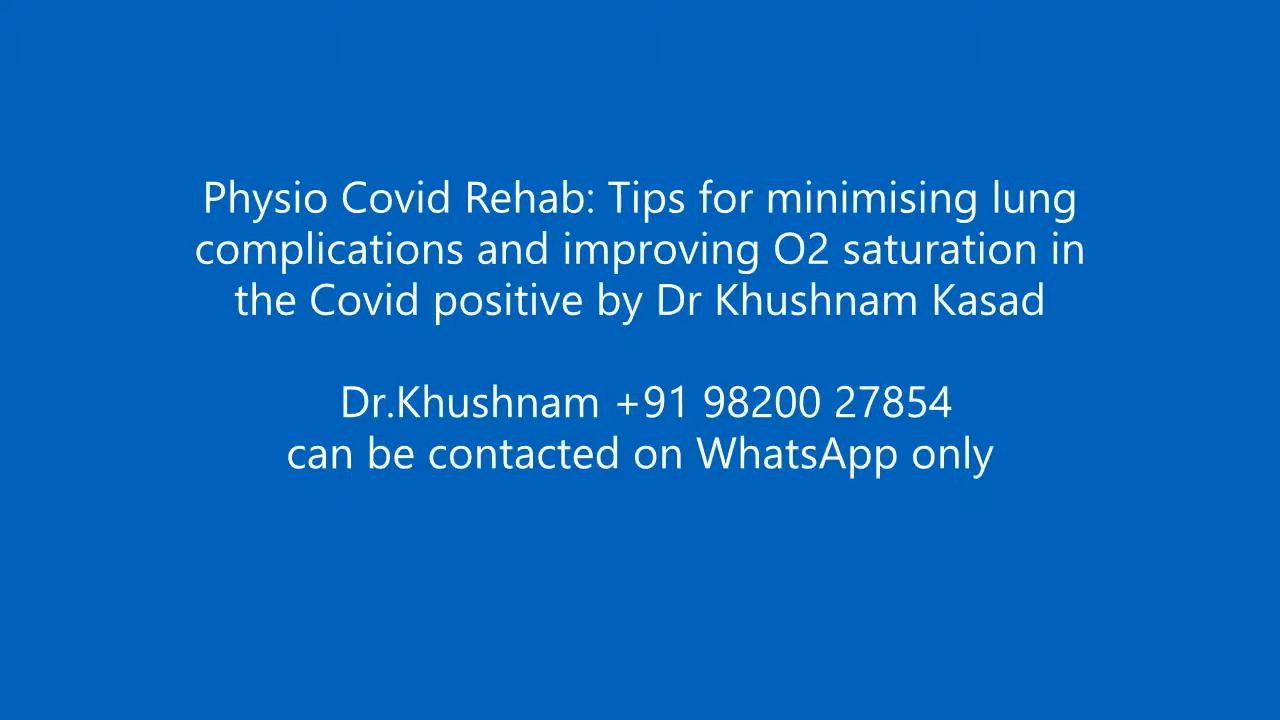 Physio Covid Rehab: Tips for minimising lung
complications and improving O2 saturation in
the Covid positive by Dr Khushnam Kasad
Dr.Khushnam +91 98200 27854
can be contacted on WhatsApp only